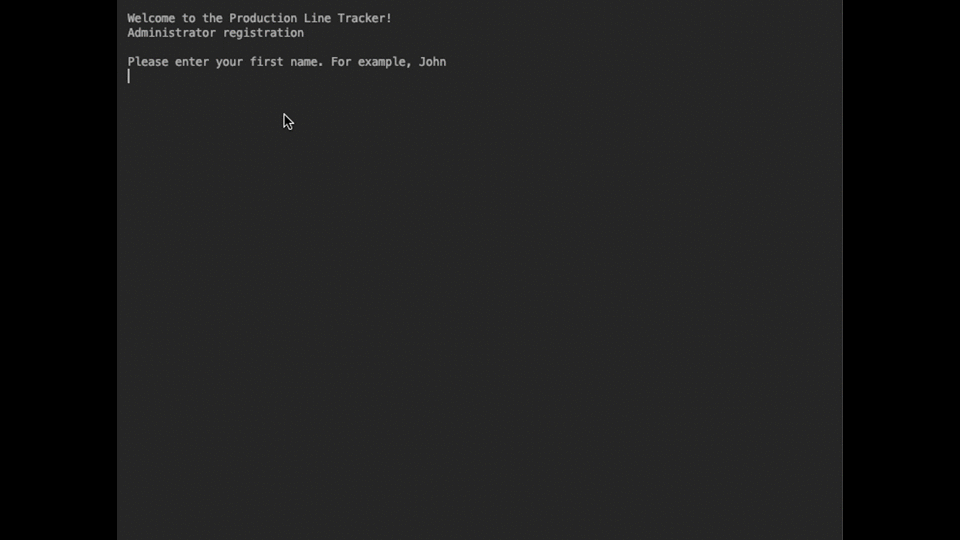 Welcome to the Production Line Tracker!
Administrator registration
Please enter your first name. For example, John